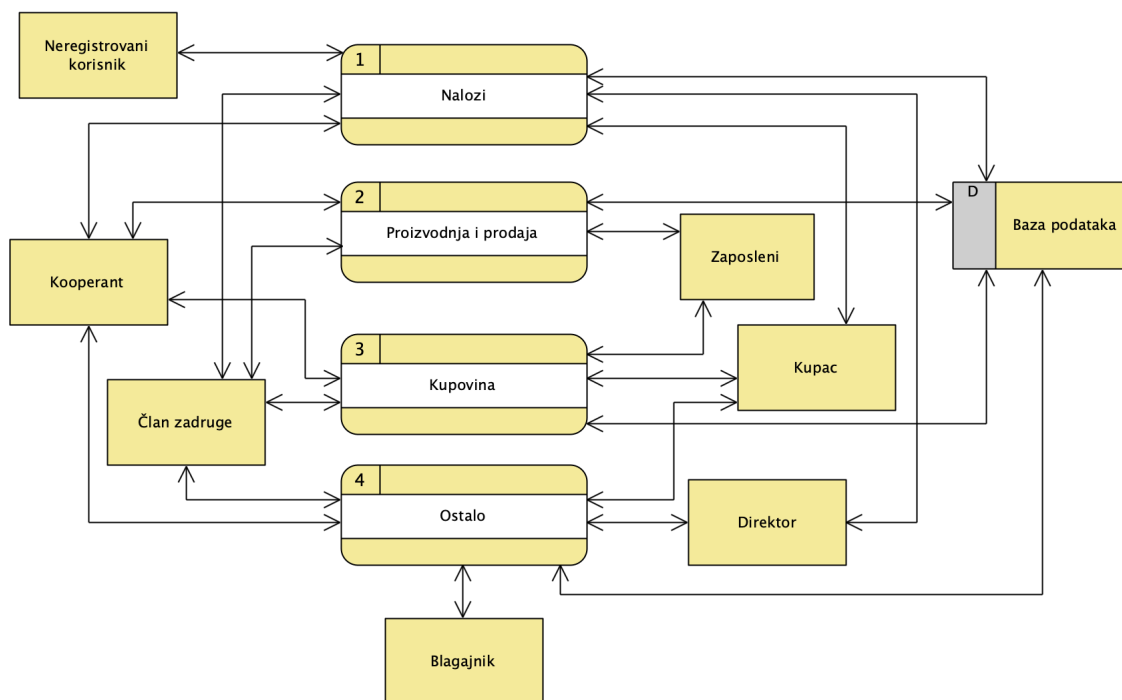 Neregistrovani
korisnik
1
Nalozi
2
Proizvodnja i prodaja
D
Baza podataka
Zaposleni
Kooperant
3
Kupovina
Kupac
Član zadruge
4
Ostalo
Direktor
Blagajnik